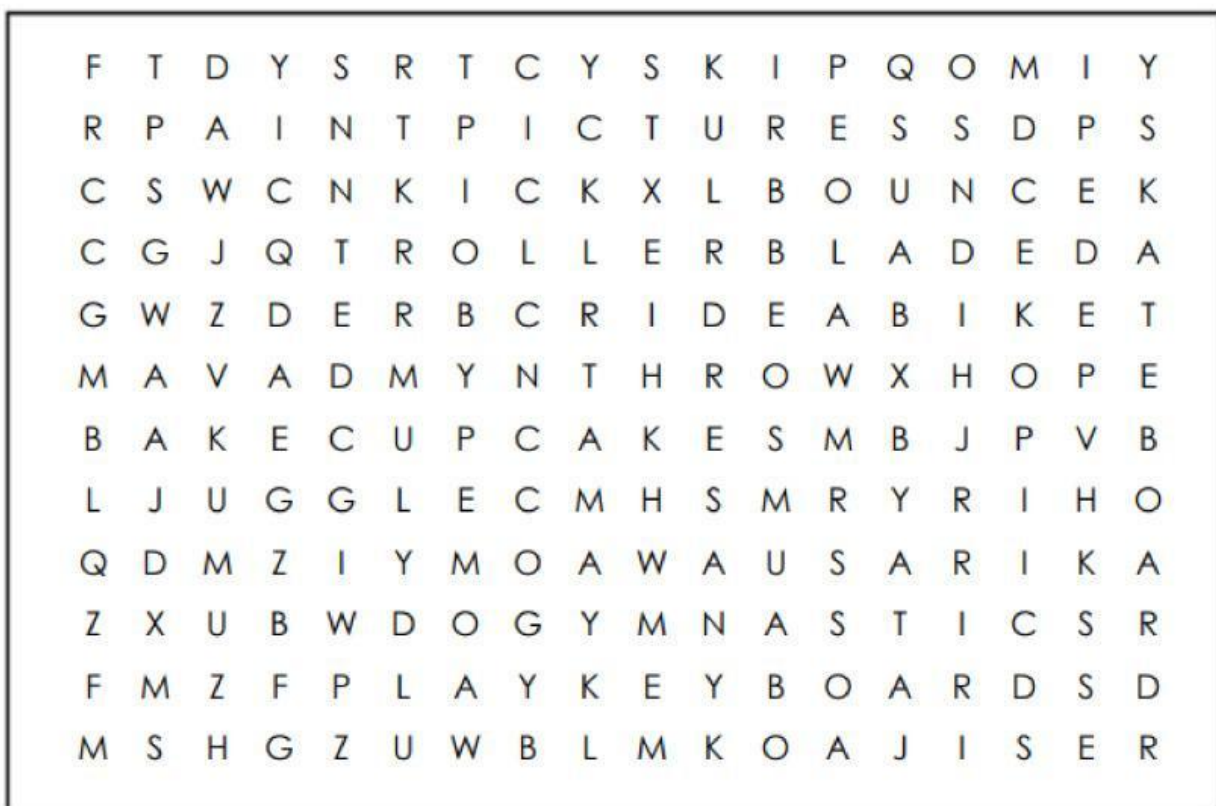 F T D Y S R T C Y S K I P Q O M I Y
R P A I N T P I C T U R E S S D P S
C S W C N K I C K X L B O U N C E K
C G J Q T R O L L E R B L A D E D A
G W Z D E R B C R I D E A B I K E T
M A V A D M Y N T H R O W X H O P E
B A K E C U P C A K E S M B J P V B
L J U G G L E C M H S M R Y R I H O
Q D M Z I Y M O A W A U S A R I K A
Z X U B W D O G Y M N A S T I C S R
F M Z F P L A Y K E Y B O A R D S D
M S H G Z U W B L M K O A J I S E R